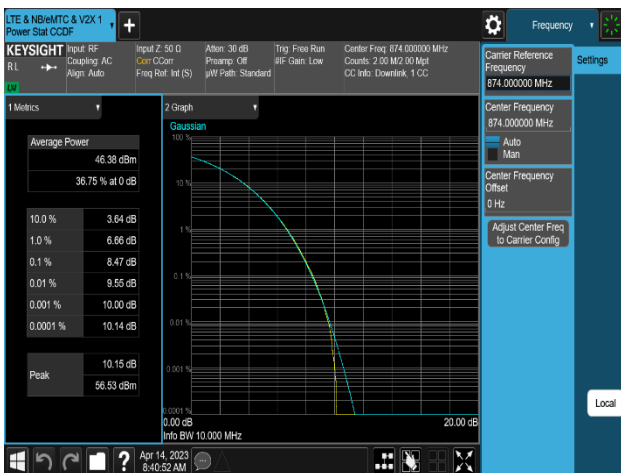 LTE & NB/eMTC & V2X 1
Power Stat CCDF
Frequency
KEYSIGHT
RL
LW
Input: RF
Coupling: AC
Align: Auto
Input Z: 50 Ω
Corr CCorr
Freq Ref: Int (S)
Atten: 30 dB
Preamp: Off
µW Path: Standard
Trig: Free Run
#IF Gain: Low
Center Freq: 874.000000 MHz
Counts: 2.00 M/2.00 Mpt
CC Info: Downlink, 1 CC
1 Metrics
Average Power
46.38 dBm
36.75 % at 0 dB
10.0 % 3.64 dB
1.0 % 6.66 dB
0.1 % 8.47 dB
0.01 % 9.55 dB
0.001 % 10.00 dB
0.0001 % 10.14 dB
Peak
10.15 dB
56.53 dBm
2 Graph
Gaussian
100 %
10 %
1 %
0.1 %
0.01 %
0.001 %
0.0001 %
0.00 dB 20.00 dB
Info BW 10.000 MHz
Carrier Reference
Frequency
874.000000 MHz
Center Frequency
874.000000 MHz
Auto
Man
Center Frequency
Offset
0 Hz
Adjust Center Freq
to Carrier Config
Settings
Local
Apr 14, 2023
8:40:52 AM